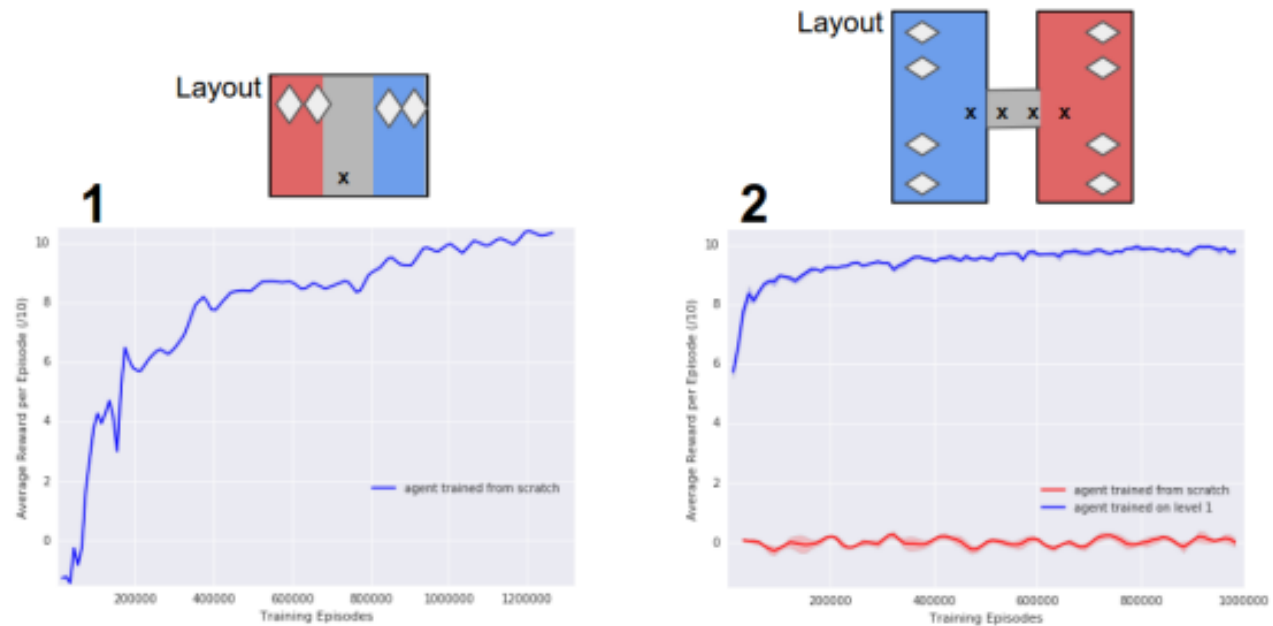 Layout
x
1
10
8
6
4
2
0
Average Reward per Episode (/10)
agent trained from scratch
200000 400000 600000 800000 1000000 1200000
Training Episodes
Layout
x x x x
2
10
8
6
4
2
0
Average Reward per Episode (/10)
agent trained from scratch
agent trained on level 1
200000 400000 600000 800000 1000000
Training Episodes